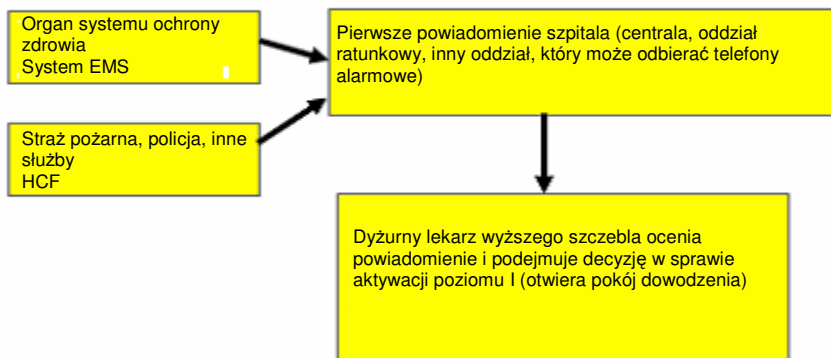 Organ systemu ochrony
zdrowia
System EMS
Pierwsze powiadomienie szpitala (centrala, oddział
ratunkowy, inny oddział, który może odbierać telefony
alarmowe)
Straż pożarna, policja, inne
służby
HCF
Dyżurny lekarz wyższego szczebla ocenia
powiadomienie i podejmuje decyzję w sprawie
aktywacji poziomu I (otwiera pokój dowodzenia)